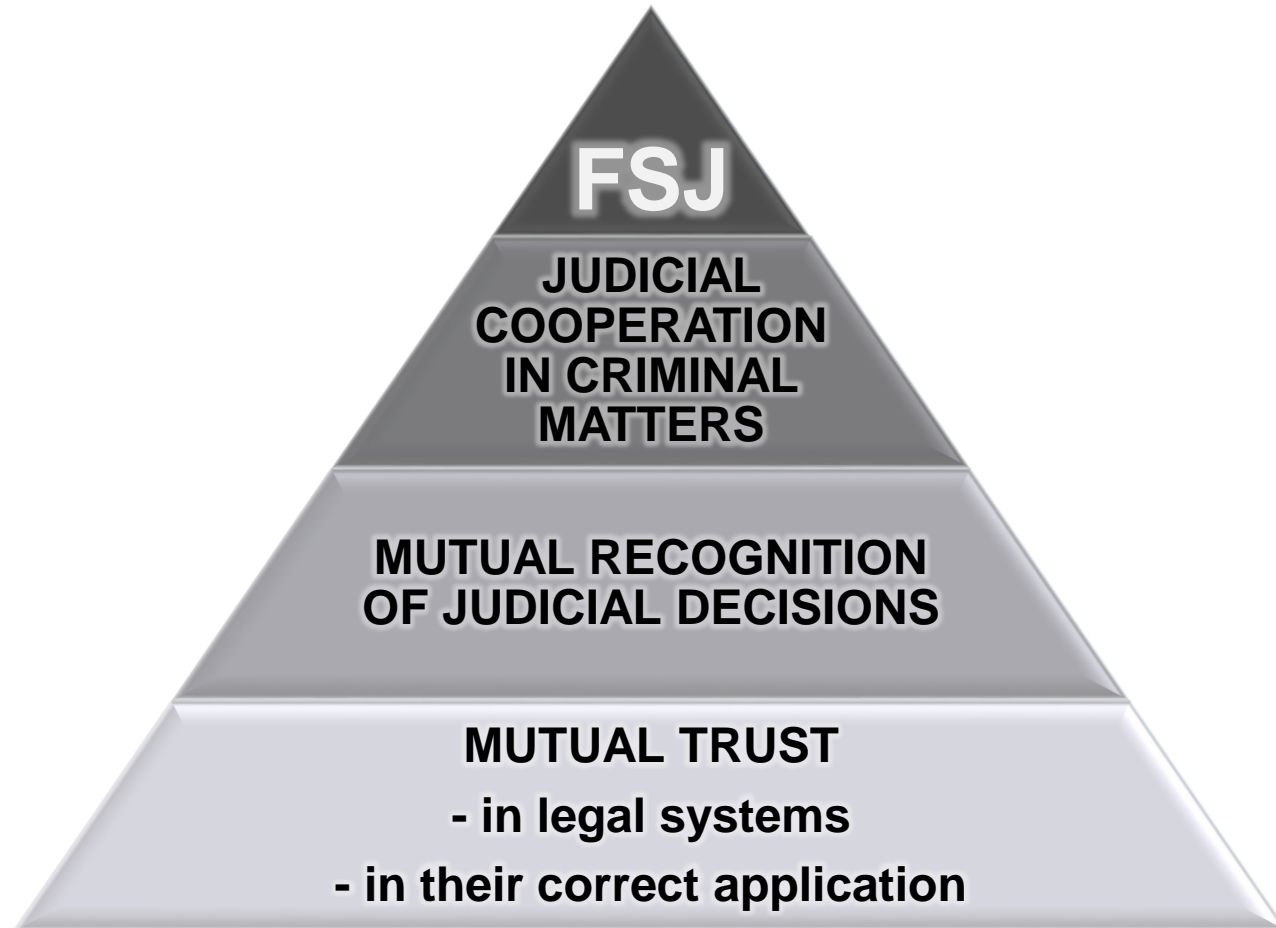 FSJ
JUDICIAL
COOPERATION
IN CRIMINAL
MATTERS
MUTUAL RECOGNITION
OF JUDICIAL DECISIONS
MUTUAL TRUST
- in legal systems
- in their correct application